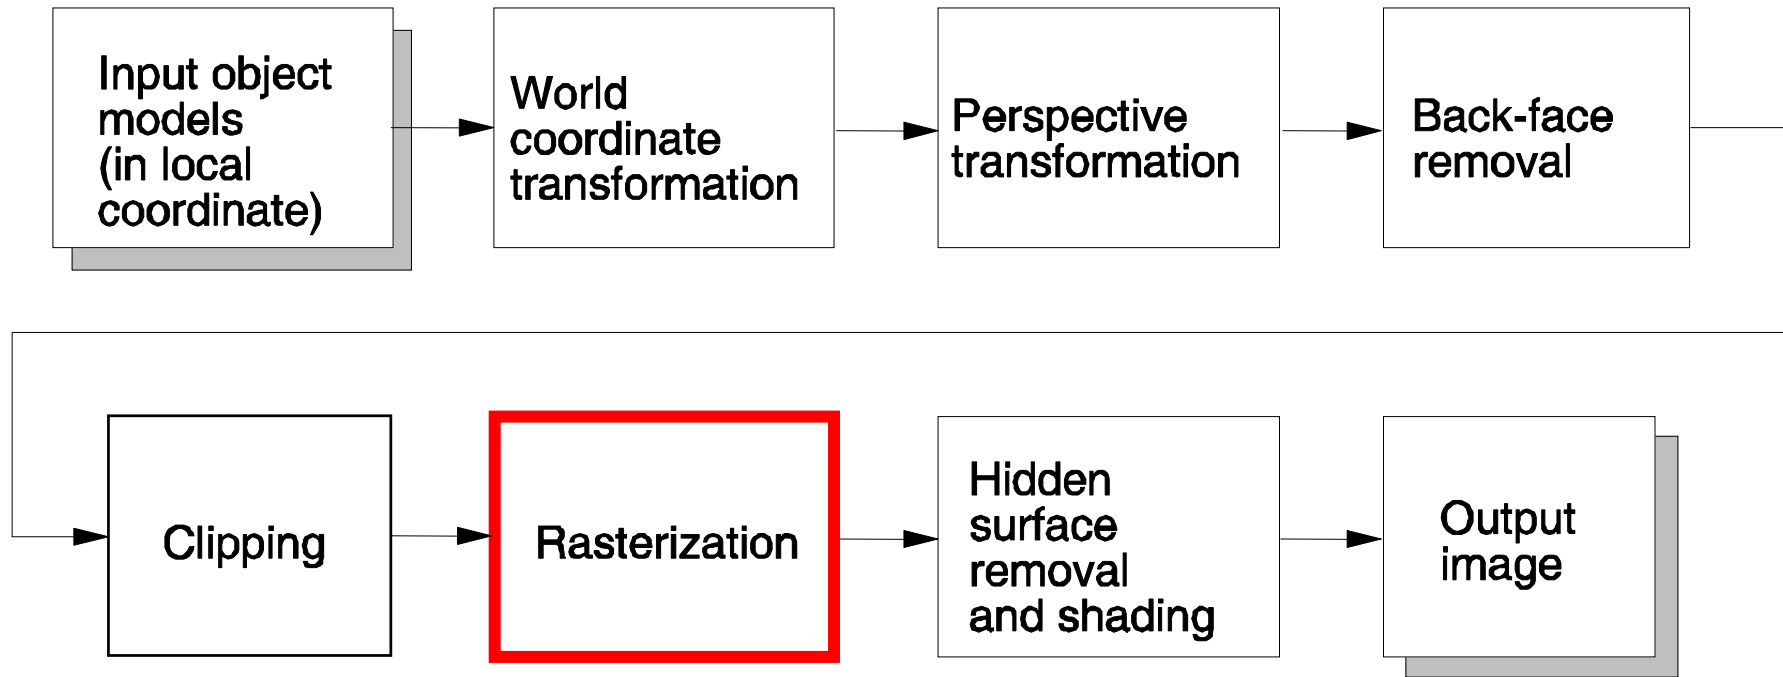 Input object
models
(in local
coordinate)
World
coordinate
transformation
Perspective
transformation
Back-face
removal
Clipping
Rasterization
Hidden
surface
removal
and shading
Output
image